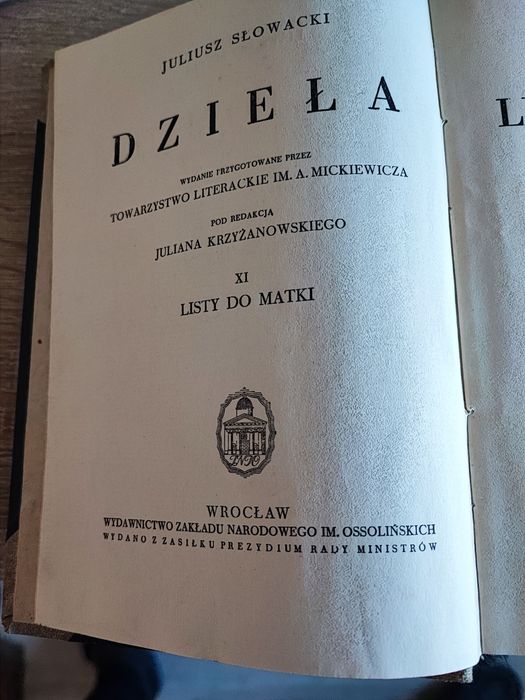 JULIUSZ SŁOWACKI
DZIEŁA
WYDANIE PRZYGOTOWANE PRZEZ
TOWARZYSTWO LITERACKIE IM. A. MICKIEWICZA
POD REDAKCJĄ
JULIANA KRZYŻANOWSKIEGO
XI
LISTY DO MATKI
ZNiO
WROCŁAW
WYDAWNICTWO ZAKŁADU NARODOWEGO IM. OSSOLIŃSKICH
WYDANO Z ZASIŁKU PREZYDIUM RADY MINISTRÓW
L